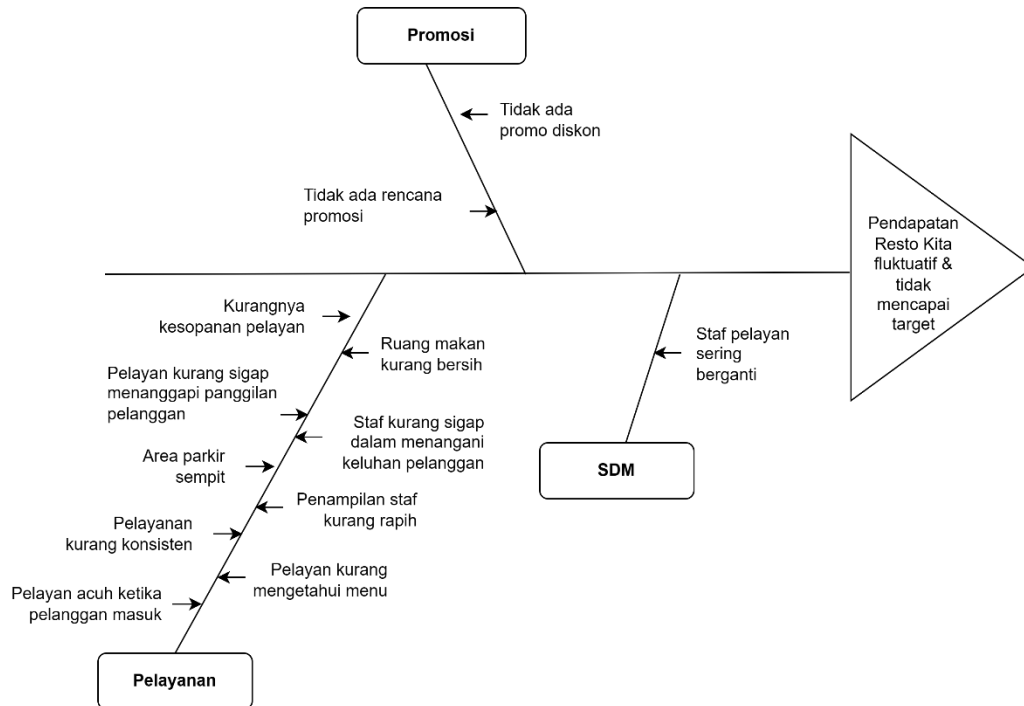 Promosi
Tidak ada
promo diskon
Tidak ada rencana
promosi
Pendapatan
Resto Kita
fluktuatif &
tidak
mencapai
target
Kurangnya
kesopanan pelayan
Ruang makan
kurang bersih
Staf pelayan
sering
berganti
Pelayan kurang sigap
menanggapi panggilan
pelanggan
Staf kurang sigap
dalam menangani
keluhan pelanggan
Area parkir
sempit
SDM
Penampilan staf
kurang rapih
Pelayanan
kurang konsisten
Pelayan kurang
mengetahui menu
Pelayan acuh ketika
pelanggan masuk
Pelayanan